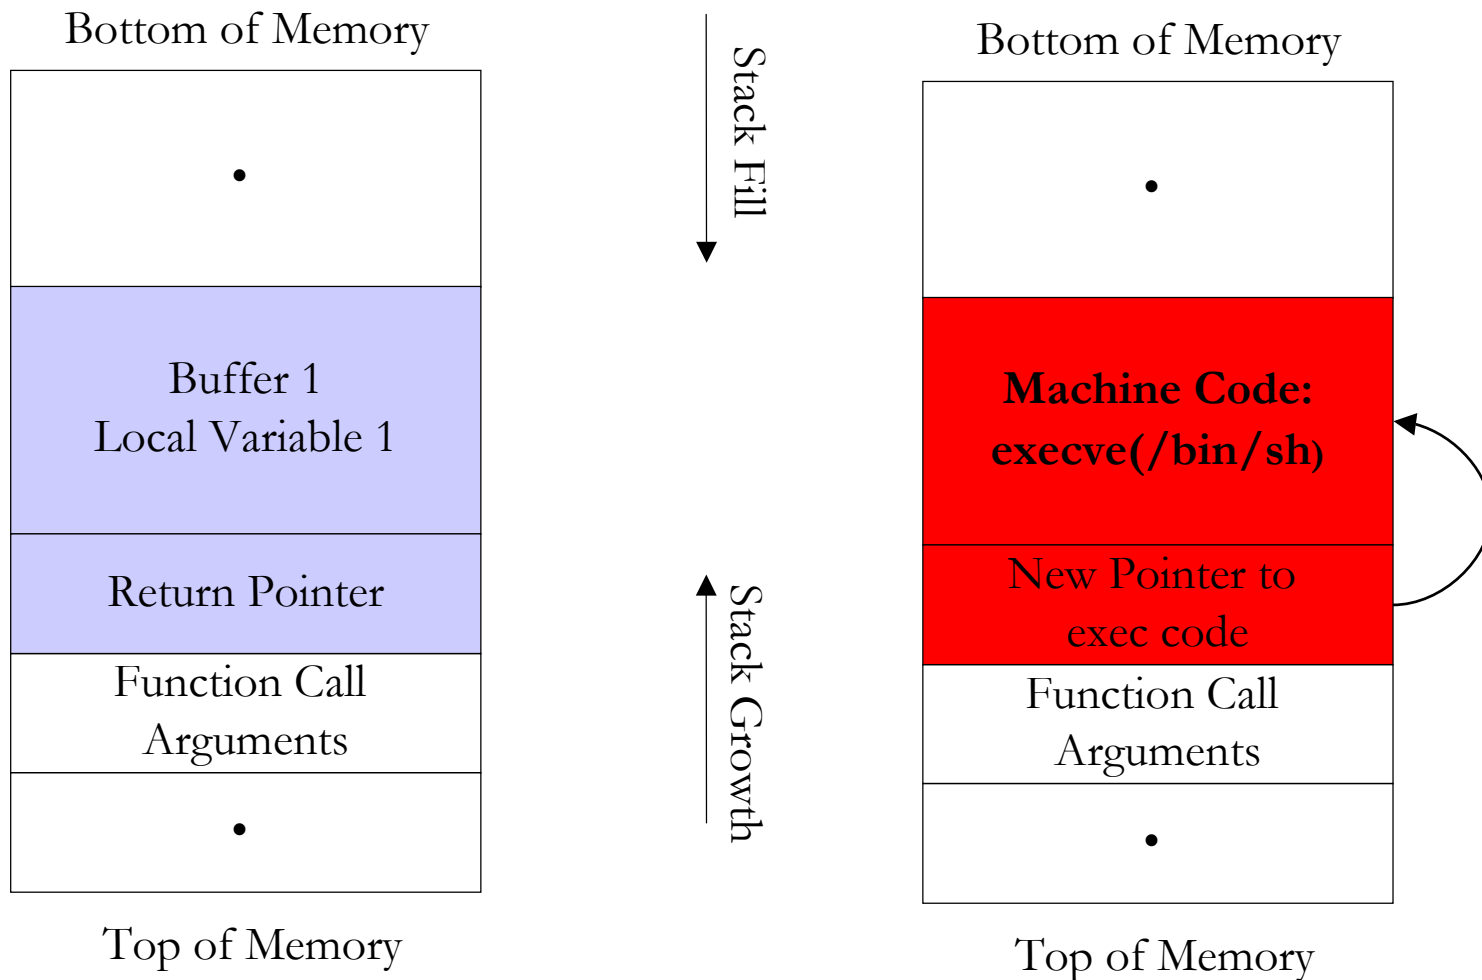 Bottom of Memory
•
Buffer 1
Local Variable 1
Return Pointer
Function Call
Arguments
•
Top of Memory
Stack Fill
Stack Growth
Bottom of Memory
•
Machine Code:
execve(/bin/sh)
New Pointer to
exec code
Function Call
Arguments
•
Top of Memory